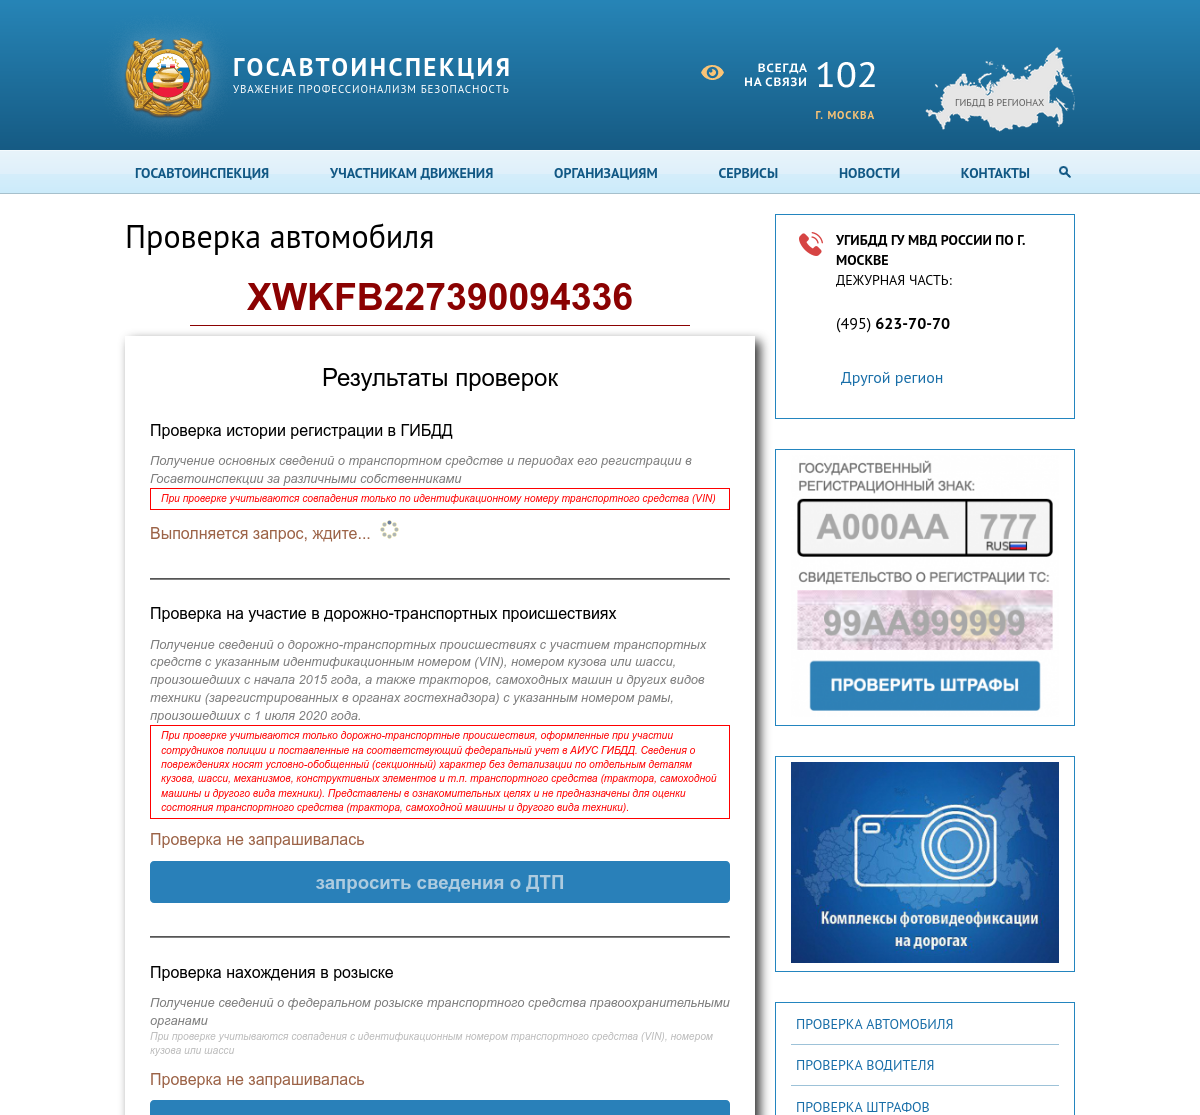 ГОСАВТОИНСПЕКЦИЯ
УВАЖЕНИЕ ПРОФЕССИОНАЛИЗМ БЕЗОПАСНОСТЬ
ВСЕГДА
НА СВЯЗИ
102
Г. МОСКВА
ГИБДД В РЕГИОНАХ
ГОСАВТОИНСПЕКЦИЯ УЧАСТНИКАМ ДВИЖЕНИЯ ОРГАНИЗАЦИЯМ СЕРВИСЫ НОВОСТИ КОНТАКТЫ
Проверка автомобиля
XWKFB227390094336
Результаты проверок
Проверка истории регистрации в ГИБДД
Получение основных сведений о транспортном средстве и периодах его регистрации в
Госавтоинспекции за различными собственниками
При проверке учитываются совпадения только по идентификационному номеру транспортного средства (VIN)
Выполняется запрос, ждите...
Проверка на участие в дорожно-транспортных происшествиях
Получение сведений о дорожно-транспортных происшествиях с участием транспортных
средств с указанным идентификационным номером (VIN), номером кузова или шасси,
произошедших с начала 2015 года, а также тракторов, самоходных машин и других видов
техники (зарегистрированных в органах гостехнадзора) с указанным номером рамы,
произошедших с 1 июля 2020 года.
При проверке учитываются только дорожно-транспортные происшествия, оформленные при участии
сотрудников полиции и поставленные на соответствующий федеральный учет в АИУС ГИБДД. Сведения о
повреждениях носят условно-обобщенный (секционный) характер без детализации по отдельным деталям
кузова, шасси, механизмов, конструктивных элементов и т.п. транспортного средства (трактора, самоходной
машины и другого вида техники). Представлены в ознакомительных целях и не предназначены для оценки
состояния транспортного средства (трактора, самоходной машины и другого вида техники).
Проверка не запрашивалась
запросить сведения о ДТП
Проверка нахождения в розыске
Получение сведений о федеральном розыске транспортного средства правоохранительными
органами
При проверке учитываются совпадения с идентификационным номером транспортного средства (VIN), номером
кузова или шасси
Проверка не запрашивалась
УГИБДД ГУ МВД РОССИИ ПО Г.
МОСКВЕ
ДЕЖУРНАЯ ЧАСТЬ:
(495) 623-70-70
Другой регион
ГОСУДАРСТВЕННЫЙ
РЕГИСТРАЦИОННЫЙ ЗНАК:
А000АА 777
RUS
СВИДЕТЕЛЬСТВО О РЕГИСТРАЦИИ ТС:
99АА999999
ПРОВЕРИТЬ ШТРАФЫ
Комплексы фотовидеофиксации
на дорогах
ПРОВЕРКА АВТОМОБИЛЯ
ПРОВЕРКА ВОДИТЕЛЯ
ПРОВЕРКА ШТРАФОВ